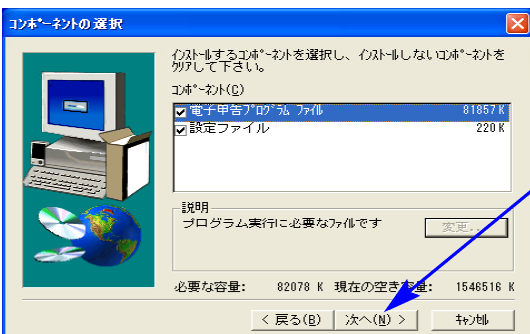 ｺﾝﾎﾟｰﾈﾝﾄの選択
ｲﾝｽﾄｰﾙするｺﾝﾎﾟｰﾈﾝﾄを選択し、ｲﾝｽﾄｰﾙしないｺﾝﾎﾟｰﾈﾝﾄを
ｸﾘｱして下さい。
ｺﾝﾎﾟｰﾈﾝﾄ(C)
電子申告ﾌﾟﾛｸﾞﾗﾑ ﾌｧｲﾙ 81857 K
設定ファイル 220 K
説明
プログラム実行に必要なﾌｧｲﾙです
変更...
必要な容量: 82078 K 現在の空き容量: 1546516 K
< 戻る(B) 次へ(N) > ｷｬﾝｾﾙ